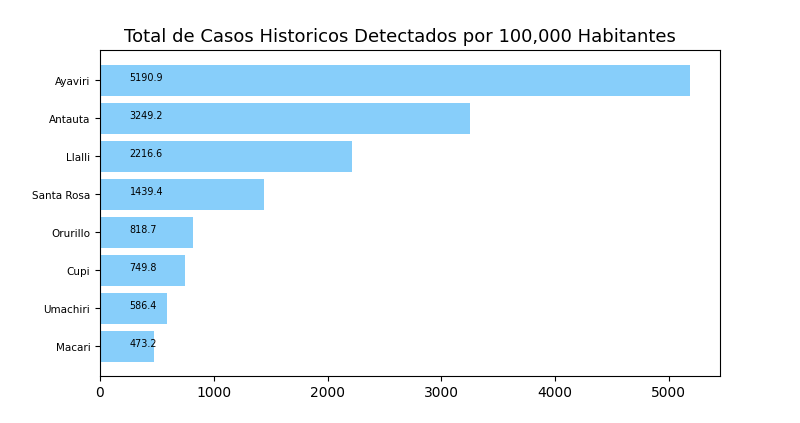 Total de Casos Historicos Detectados por 100,000 Habitantes
Ayaviri 5190.9
Antauta 3249.2
Llalli 2216.6
Santa Rosa 1439.4
Orurillo 818.7
Cupi 749.8
Umachiri 586.4
Macari 473.2
0 1000 2000 3000 4000 5000